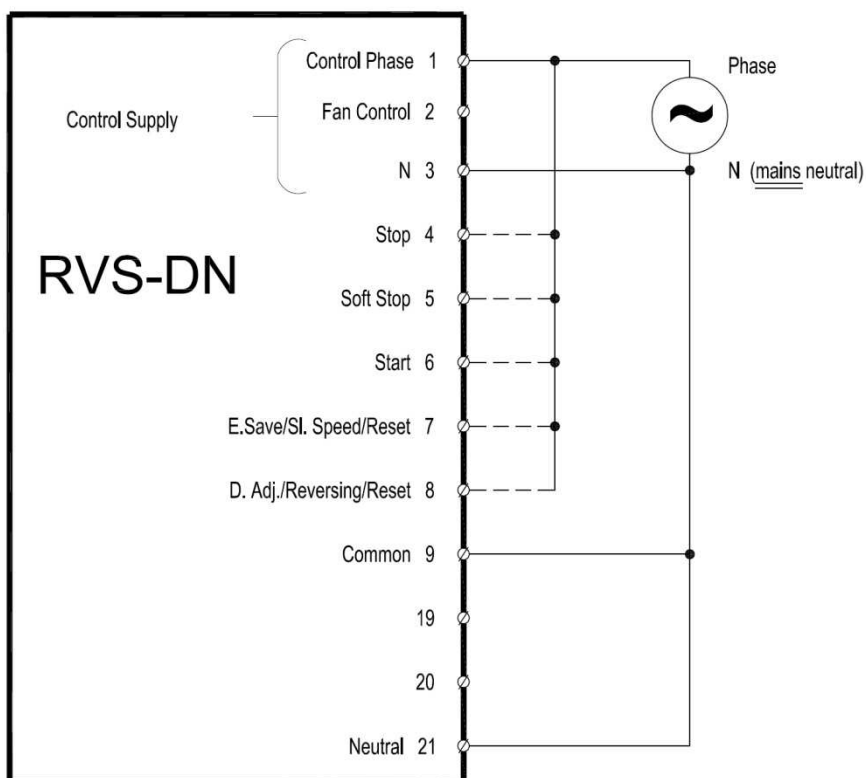 Control Phase 1
Phase
Fan Control 2
Control Supply
N 3
N (mains neutral)
Stop 4
RVS-DN
Soft Stop 5
Start 6
E.Save/Sl. Speed/Reset 7
D. Adj./Reversing/Reset 8
Common 9
19
20
Neutral 21